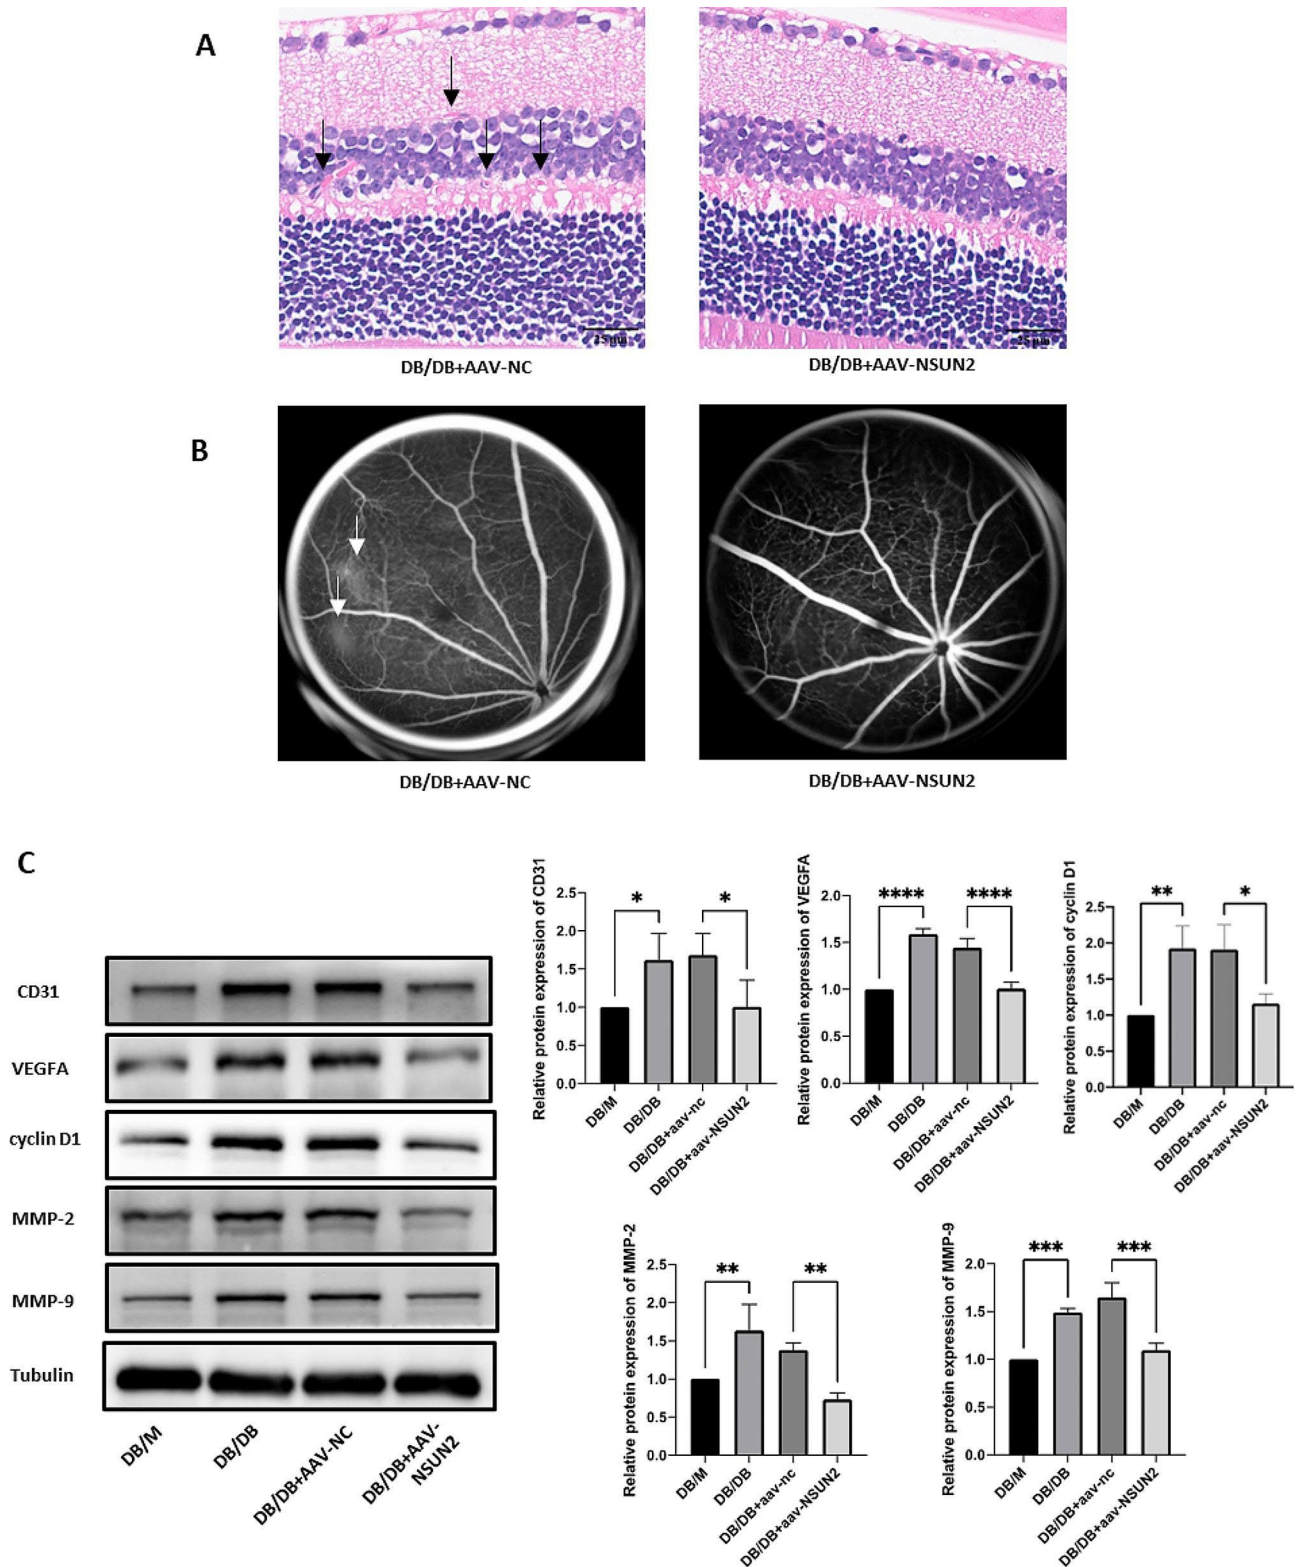 A
25 μm
25 μm
DB/DB+AAV-NC
DB/DB+AAV-NSUN2
B
DB/DB+AAV-NC
DB/DB+AAV-NSUN2
C
CD31
VEGFA
cyclin D1
MMP-2
MMP-9
Tubulin
DB/M
DB/DB
DB/DB+AAV-NC
DB/DB+AAV-
NSUN2
Relative protein expression of CD31
2.5
2.0
1.5
1.0
0.5
0.0
*
*
DB/M
DB/DB
DB/DB+aav-nc
DB/DB+aav-NSUN2
Relative protein expression of VEGFA
2.0
1.5
1.0
0.5
0.0
****
****
DB/M
DB/DB
DB/DB+aav-nc
DB/DB+aav-NSUN2
Relative protein expression of cyclin D1
2.5
2.0
1.5
1.0
0.5
0.0
**
*
DB/M
DB/DB
DB/DB+aav-nc
DB/DB+aav-NSUN2
Relative protein expression of MMP-2
2.5
2.0
1.5
1.0
0.5
0.0
**
**
DB/M
DB/DB
DB/DB+aav-nc
DB/DB+aav-NSUN2
Relative protein expression of MMP-9
2.0
1.5
1.0
0.5
0.0
***
***
DB/M
DB/DB
DB/DB+aav-nc
DB/DB+aav-NSUN2